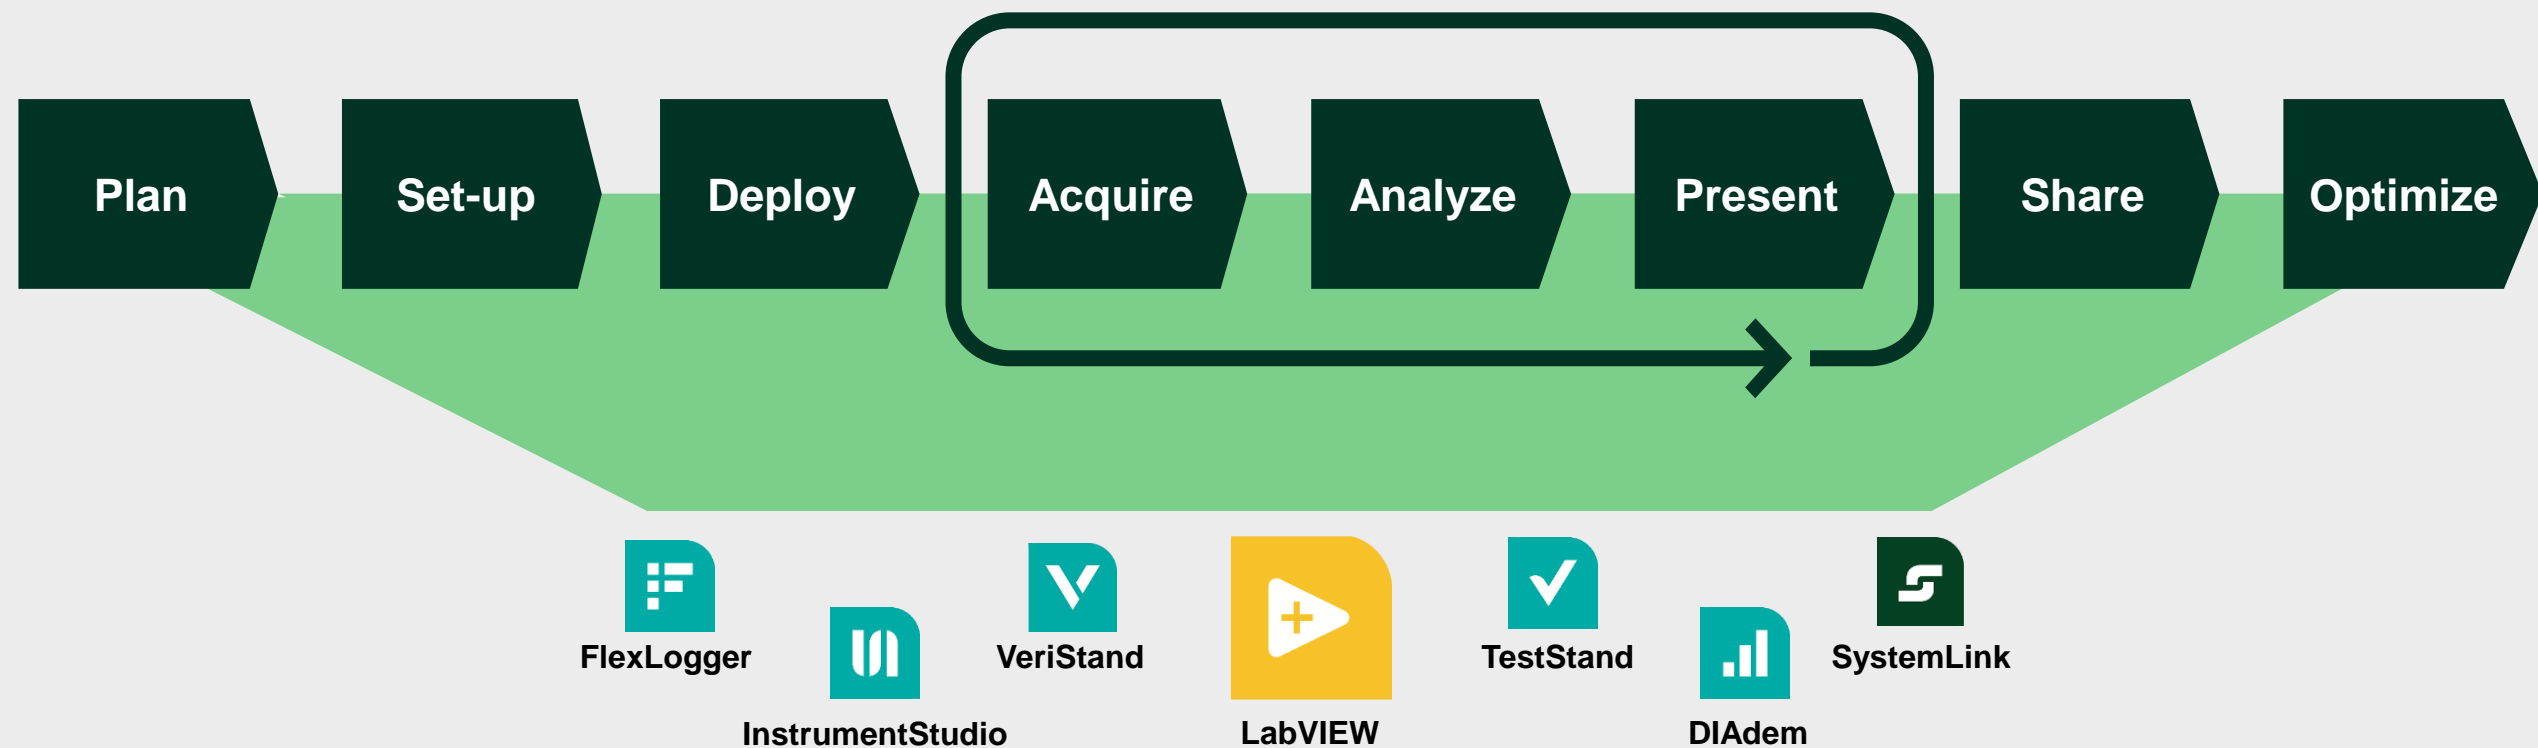 Plan
Set-up
Deploy
Acquire
Analyze
Present
Share
Optimize
FlexLogger
InstrumentStudio
VeriStand
LabVIEW
TestStand
DIAdem
SystemLink